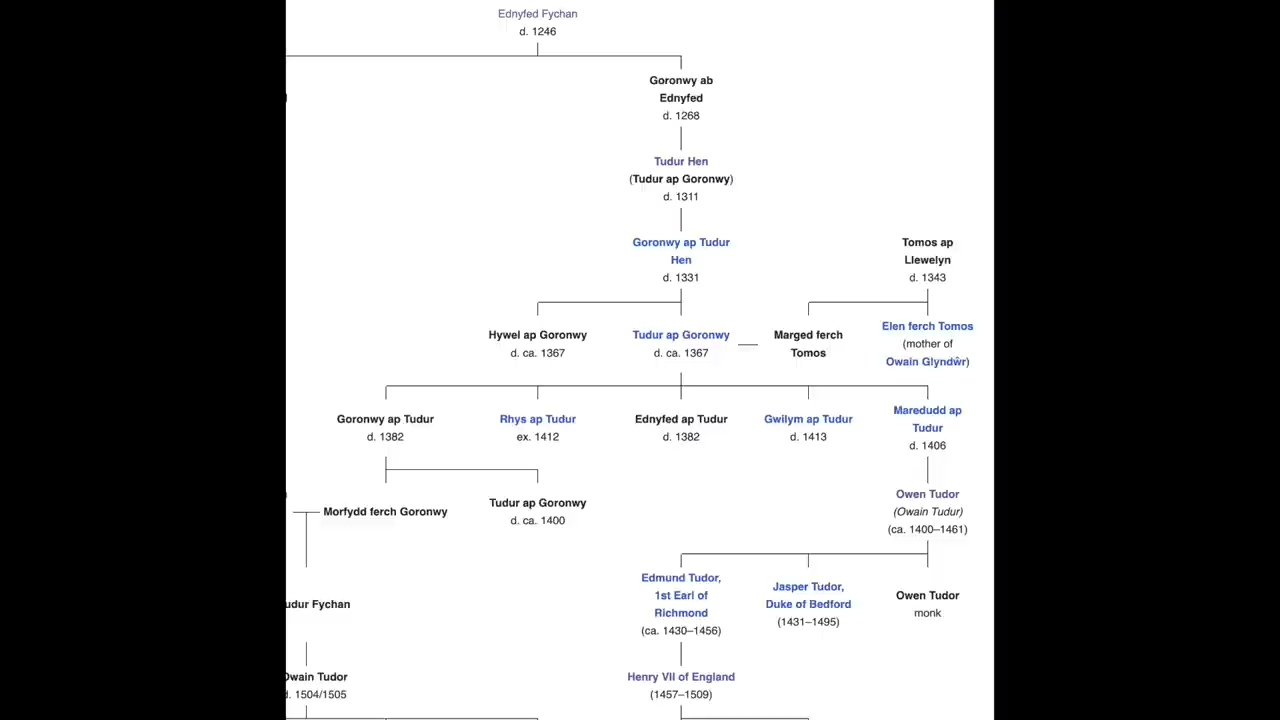 Ednyfed Fychan
d. 1246
Goronwy ab
Ednyfed
d. 1268
Tudur Hen
(Tudur ap Goronwy)
d. 1311
Goronwy ap Tudur
Hen
d. 1331
Tomos ap
Llewelyn
d. 1343
Hywel ap Goronwy
d. ca. 1367
Tudur ap Goronwy
d. ca. 1367
Marged ferch
Tomos
Elen ferch Tomos
(mother of
Owain Glyndŵr)
Goronwy ap Tudur
d. 1382
Rhys ap Tudur
ex. 1412
Ednyfed ap Tudur
d. 1382
Gwilym ap Tudur
d. 1413
Maredudd ap
Tudur
d. 1406
Morfydd ferch Goronwy
Tudur ap Goronwy
d. ca. 1400
Owen Tudor
(Owain Tudur)
(ca. 1400–1461)
udur Fychan
Edmund Tudor,
1st Earl of
Richmond
(ca. 1430–1456)
Jasper Tudor,
Duke of Bedford
(1431–1495)
Owen Tudor
monk
Owain Tudor
d. 1504/1505
Henry VII of England
(1457–1509)